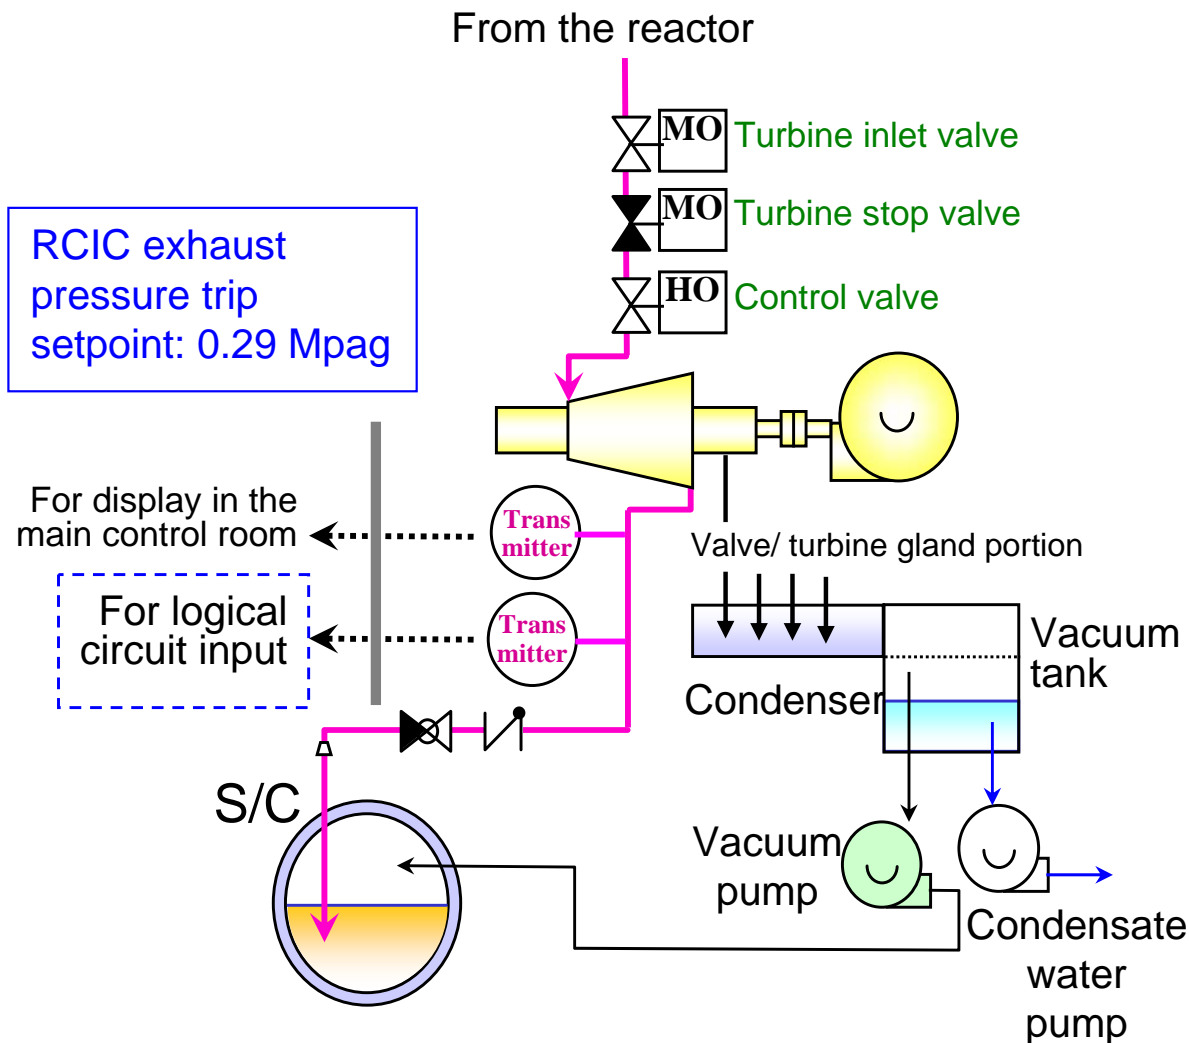 From the reactor
MO
Turbine inlet valve
MO
Turbine stop valve
HO
Control valve
RCIC exhaust
pressure trip
setpoint: 0.29 Mpag
For display in the
main control room
Trans
mitter
Valve/ turbine gland portion
For logical
circuit input
Trans
mitter
Vacuum
tank
Condenser
S/C
Vacuum
pump
Condensate
water
pump